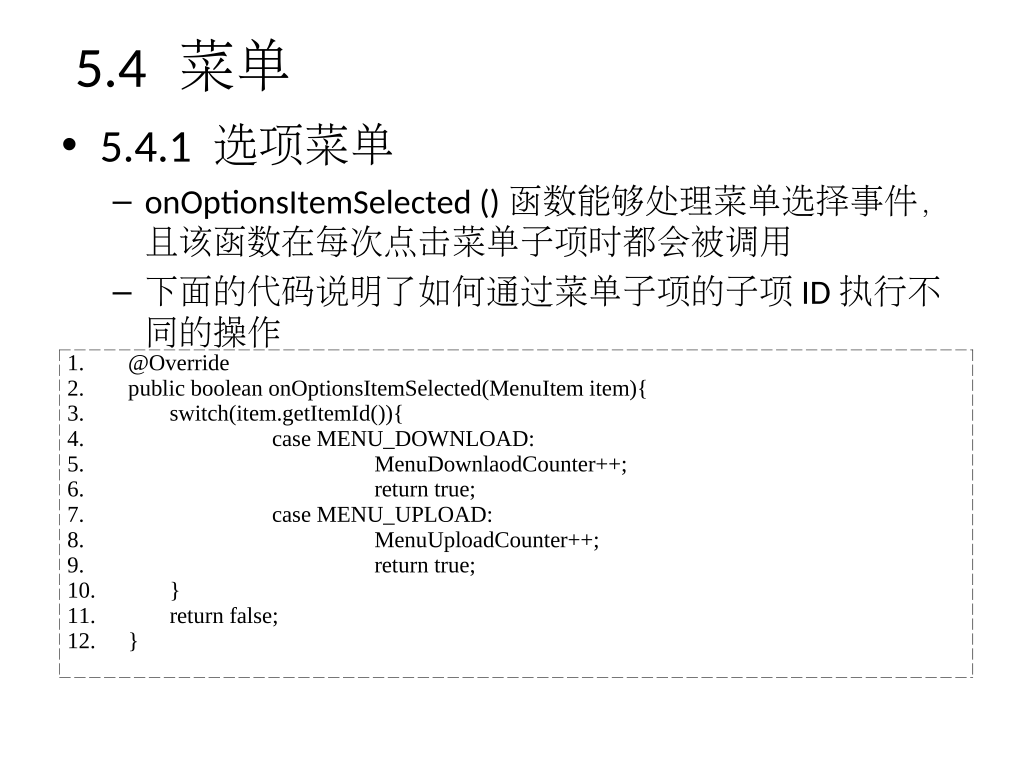 5.4 菜单
• 5.4.1 选项菜单
– onOptionsItemSelected () 函数能够处理菜单选择事件,
且该函数在每次点击菜单子项时都会被调用
– 下面的代码说明了如何通过菜单子项的子项 ID 执行不
同的操作
1. @Override
2. public boolean onOptionsItemSelected(MenuItem item){
3. switch(item.getItemId()){
4. case MENU_DOWNLOAD:
5. MenuDownlaodCounter++;
6. return true;
7. case MENU_UPLOAD:
8. MenuUploadCounter++;
9. return true;
10. }
11. return false;
12. }